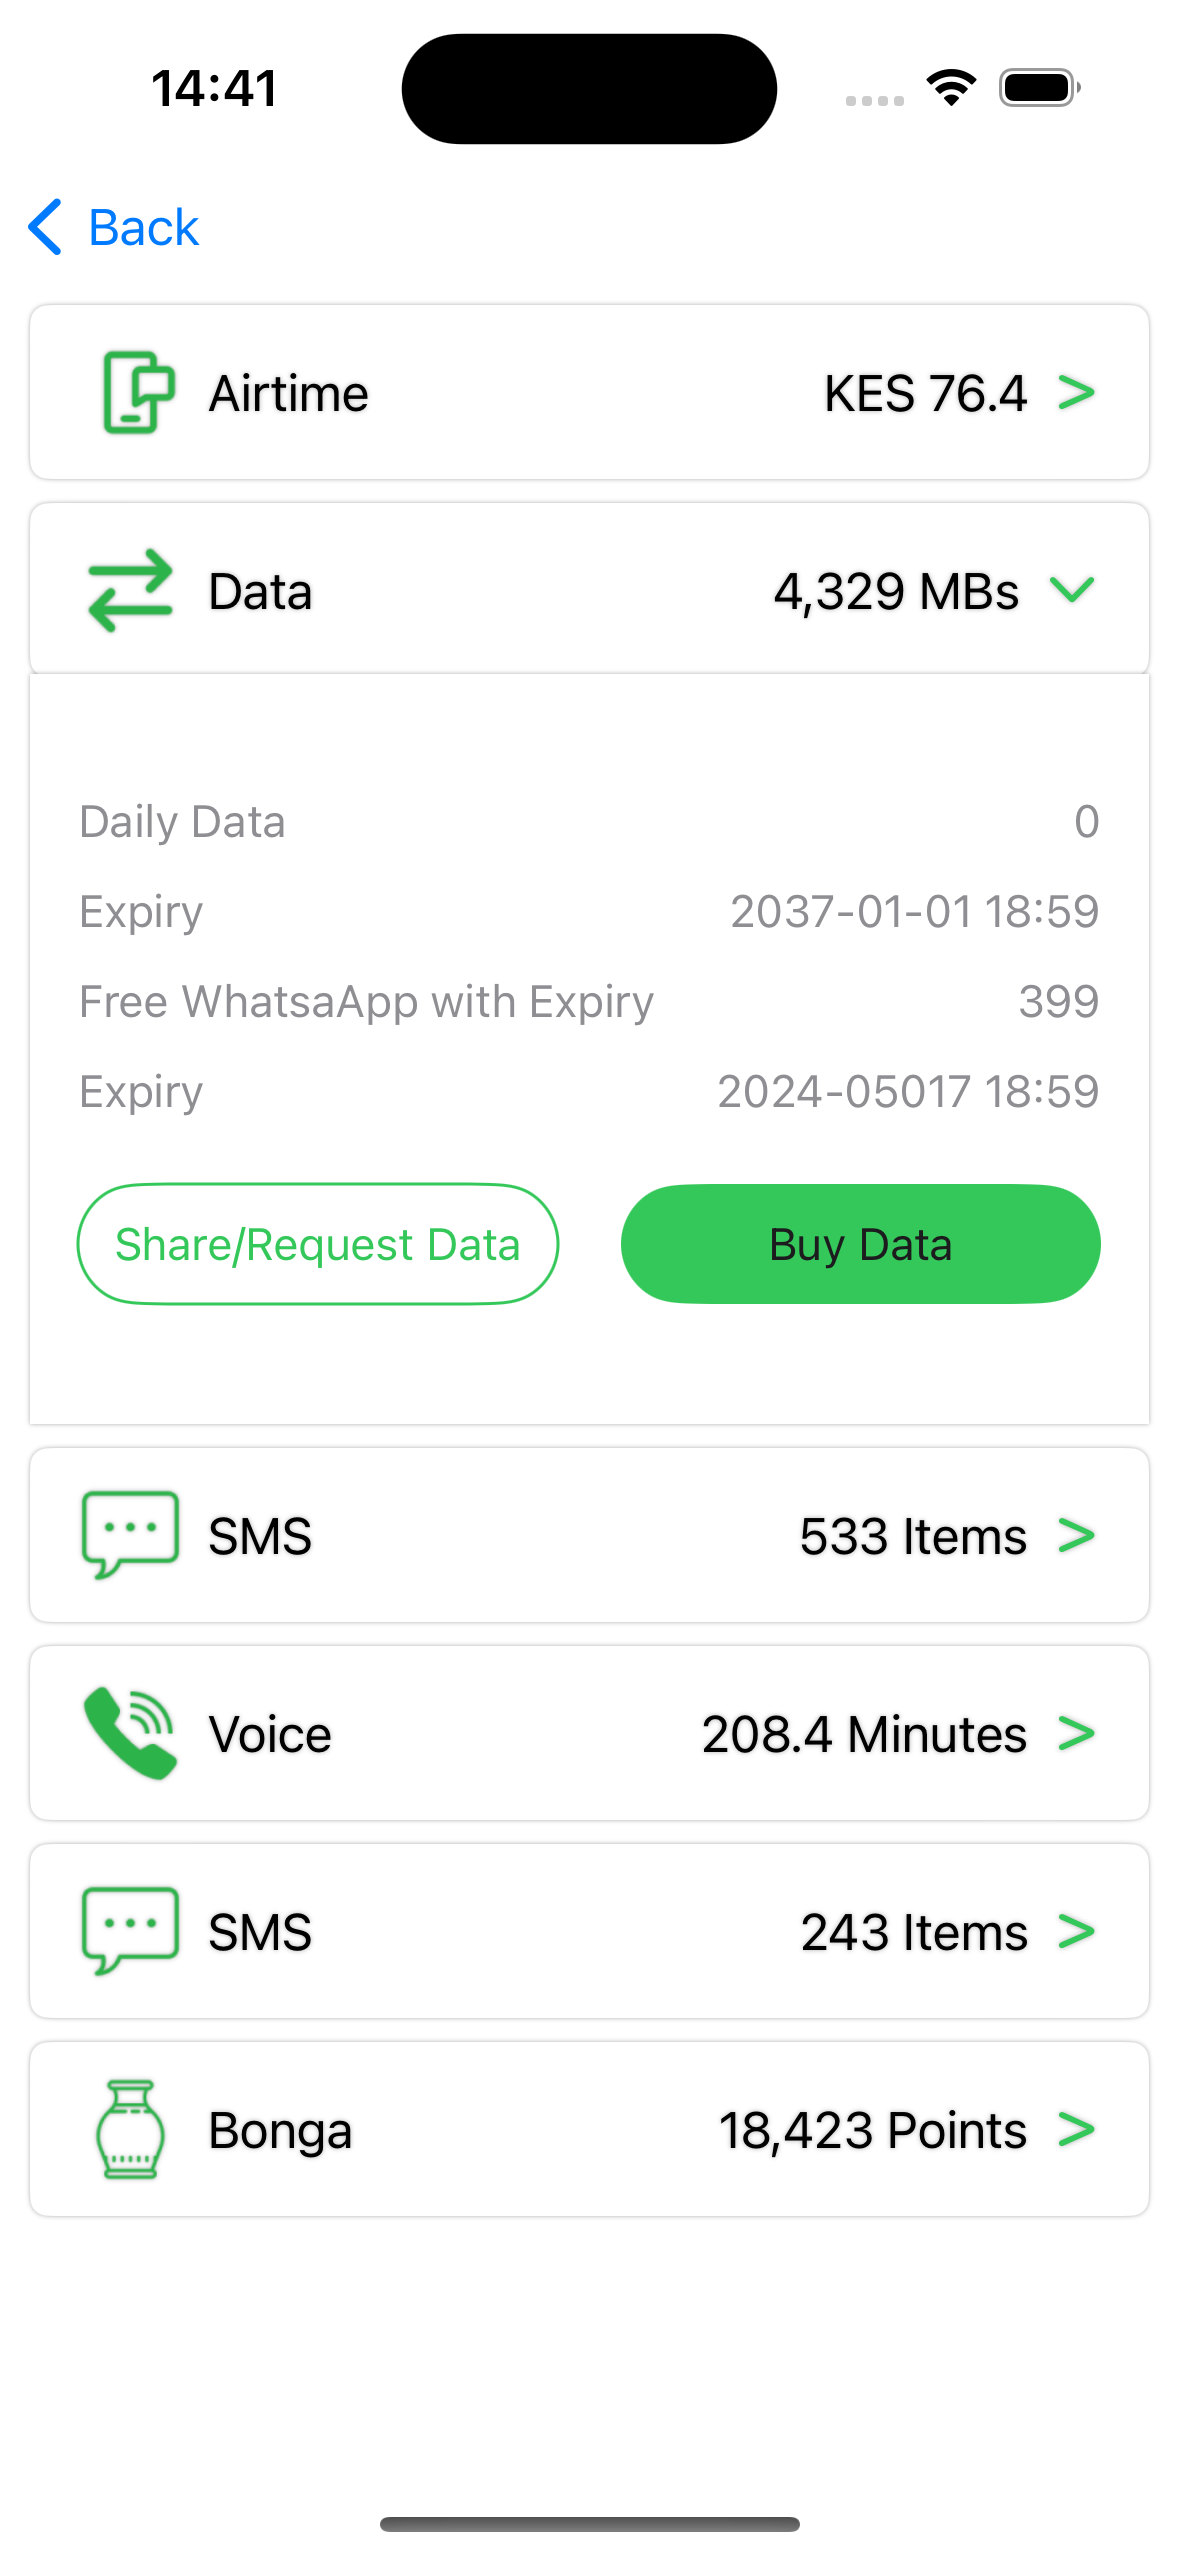 14:41
Back
Airtime KES 76.4 >
Data 4,329 MBs
Daily Data 0
Expiry 2037-01-01 18:59
Free WhatsaApp with Expiry 399
Expiry 2024-05017 18:59
Share/Request Data Buy Data
SMS 533 Items >
Voice 208.4 Minutes >
SMS 243 Items >
Bonga 18,423 Points >